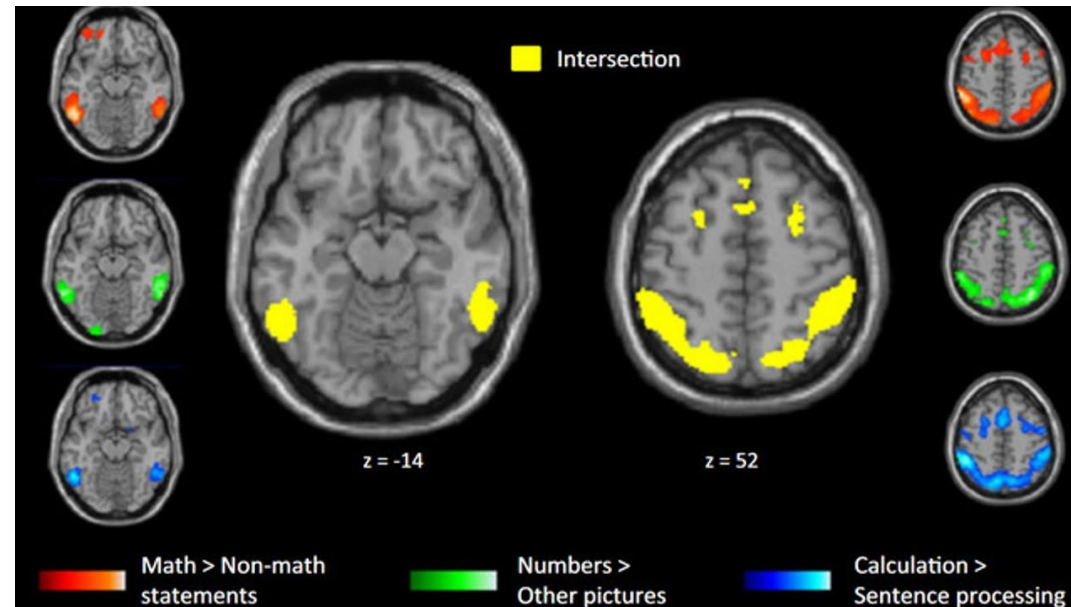 Intersection
z = -14
z = 52
Math > Non-math
statements
Numbers >
Other pictures
Calculation >
Sentence processing